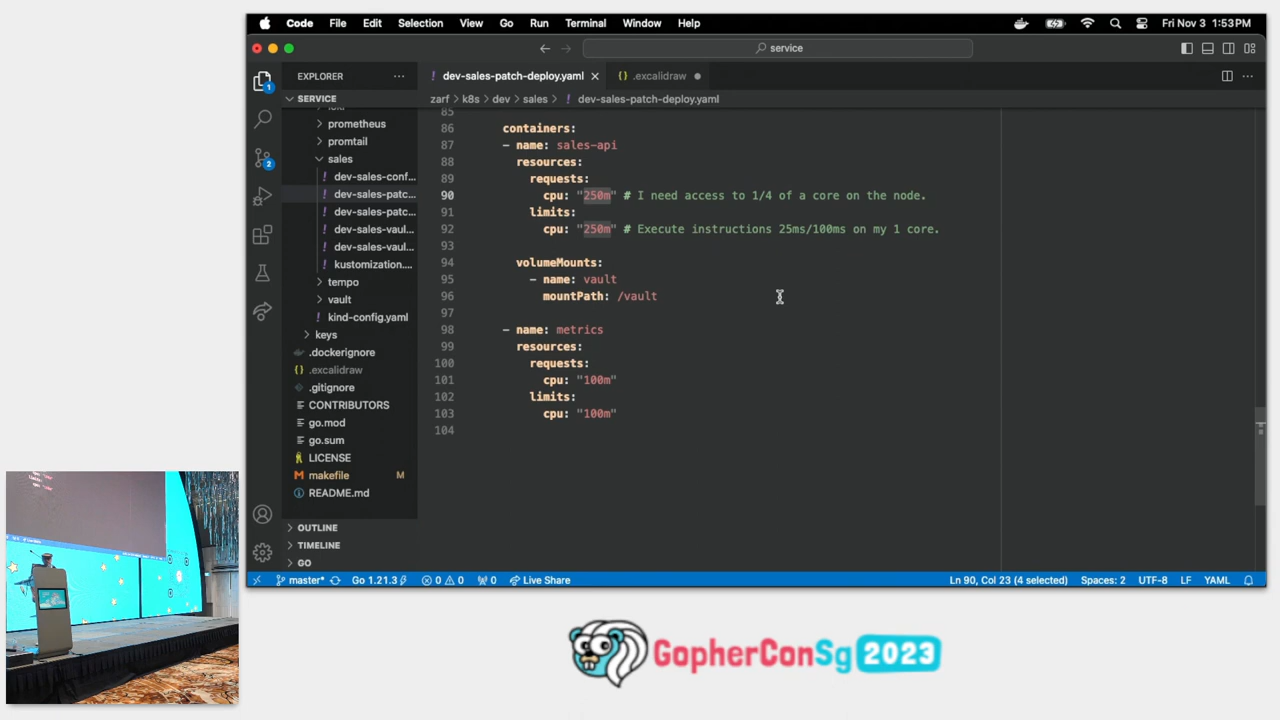 Code File Edit Selection View Go Run Terminal Window Help
Fri Nov 3 1:53 PM
service
EXPLORER
dev-sales-patch-deploy.yaml
.excalidraw
SERVICE
zarf > k8s > dev > sales > dev-sales-patch-deploy.yaml
prometheus
promtail
sales
dev-sales-conf...
dev-sales-patc...
dev-sales-patc...
dev-sales-vaul...
dev-sales-vaul...
kustomization....
tempo
vault
kind-config.yaml
keys
.dockerignore
.excalidraw
.gitignore
CONTRIBUTORS
go.mod
go.sum
LICENSE
makefile M
README.md
OUTLINE
TIMELINE
GO
85
86 containers:
87 - name: sales-api
88 resources:
89 requests:
90 cpu: "250m" # I need access to 1/4 of a core on the node.
91 limits:
92 cpu: "250m" # Execute instructions 25ms/100ms on my 1 core.
93
94 volumeMounts:
95 - name: vault
96 mountPath: /vault
97
98 - name: metrics
99 resources:
100 requests:
101 cpu: "100m"
102 limits:
103 cpu: "100m"
104
master* Go 1.21.3 0 0 0 Live Share
Ln 90, Col 23 (4 selected) Spaces: 2 UTF-8 LF YAML
GopherConSg 2023